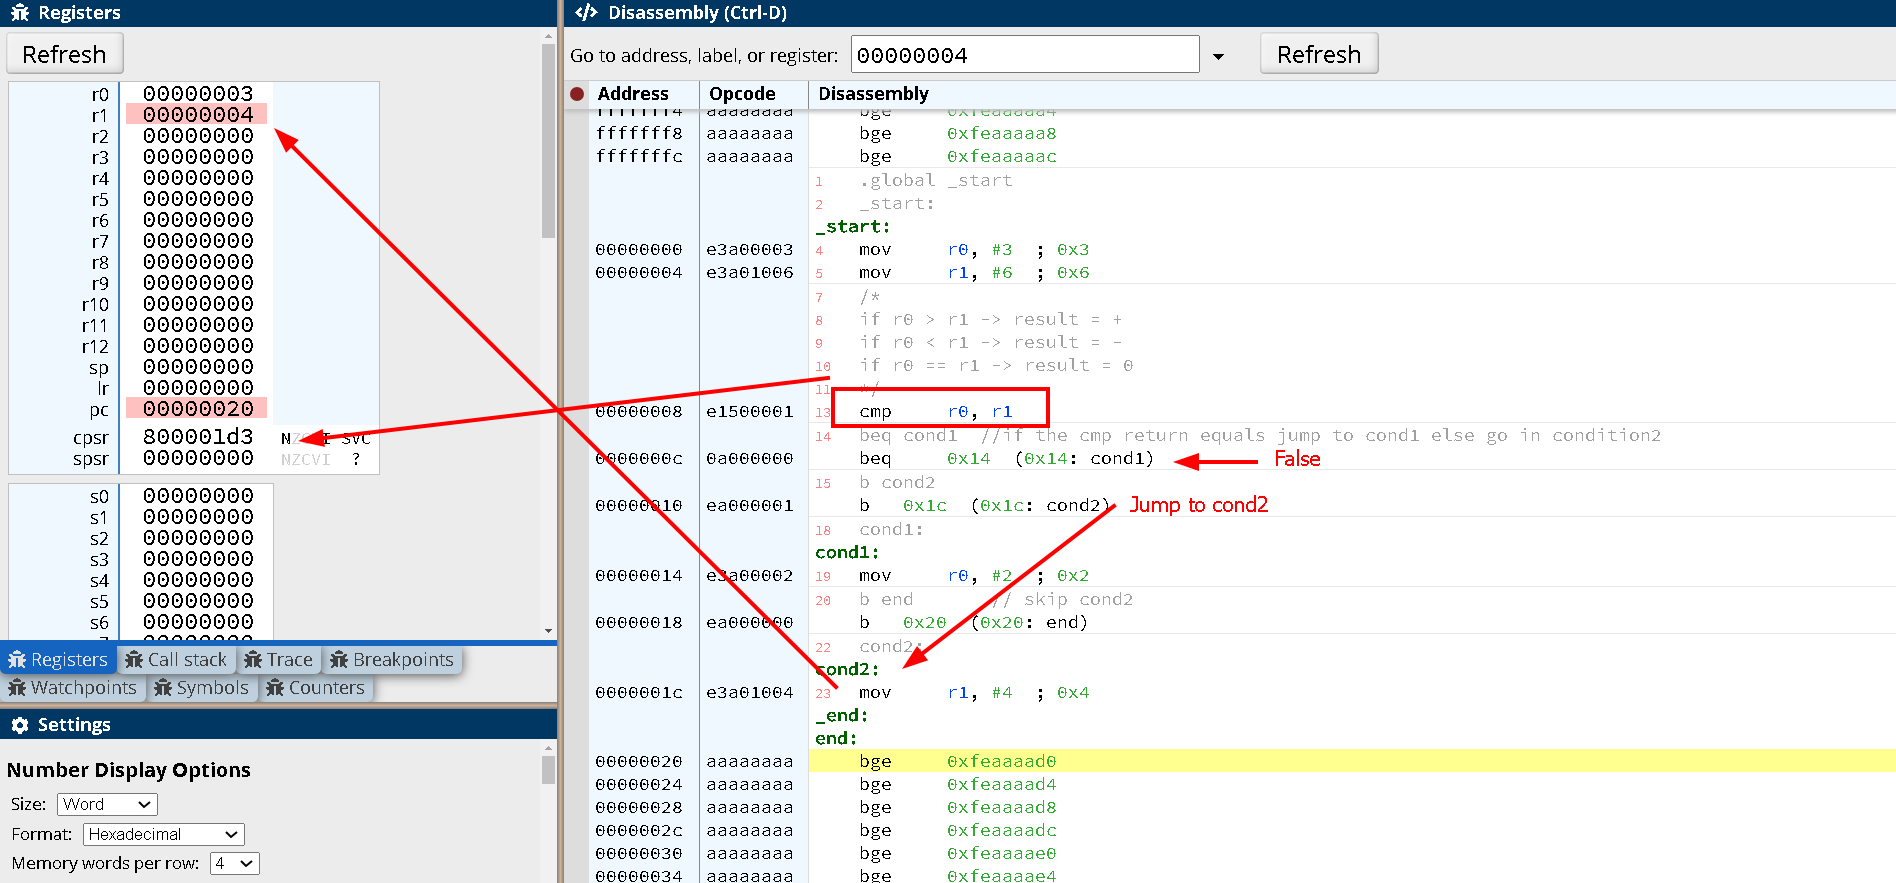 Registers
Refresh
r0 00000003
r1 00000004
r2 00000000
r3 00000000
r4 00000000
r5 00000000
r6 00000000
r7 00000000
r8 00000000
r9 00000000
r10 00000000
r11 00000000
r12 00000000
sp 00000000
lr 00000000
pc 00000020
cpsr 800001d3 NZCVI SVC
spsr 00000000 NZCVI ?
s0 00000000
s1 00000000
s2 00000000
s3 00000000
s4 00000000
s5 00000000
s6 00000000
Registers Call stack Trace Breakpoints
Watchpoints Symbols Counters
Settings
Number Display Options
Size: Word
Format: Hexadecimal
Memory words per row: 4
Disassembly (Ctrl-D)
Go to address, label, or register: 00000004 Refresh
Address Opcode Disassembly
fffffff4 aaaaaaaa bge 0xfeaaaaa4
fffffff8 aaaaaaaa bge 0xfeaaaaa8
fffffffc aaaaaaaa bge 0xfeaaaaac
1 .global _start
2 _start:
_start:
00000000 e3a00003 4 mov r0, #3 ; 0x3
00000004 e3a01006 5 mov r1, #6 ; 0x6
7 /*
8 if r0 > r1 -> result = +
9 if r0 < r1 -> result = -
10 if r0 == r1 -> result = 0
11 */
00000008 e1500001 13 cmp r0, r1
14 beq cond1 //if the cmp return equals jump to cond1 else go in condition2
0000000c 0a000000 beq 0x14 (0x14: cond1) False
15 b cond2
00000010 ea000001 b 0x1c (0x1c: cond2) Jump to cond2
18 cond1:
cond1:
00000014 e3a00002 19 mov r0, #2 ; 0x2
20 b end // skip cond2
00000018 ea000000 b 0x20 (0x20: end)
22 cond2:
cond2:
0000001c e3a01004 23 mov r1, #4 ; 0x4
_end:
end:
00000020 aaaaaaaa bge 0xfeaaaad0
00000024 aaaaaaaa bge 0xfeaaaad4
00000028 aaaaaaaa bge 0xfeaaaad8
0000002c aaaaaaaa bge 0xfeaaaadc
00000030 aaaaaaaa bge 0xfeaaaae0
00000034 aaaaaaaa bge 0xfeaaaae4